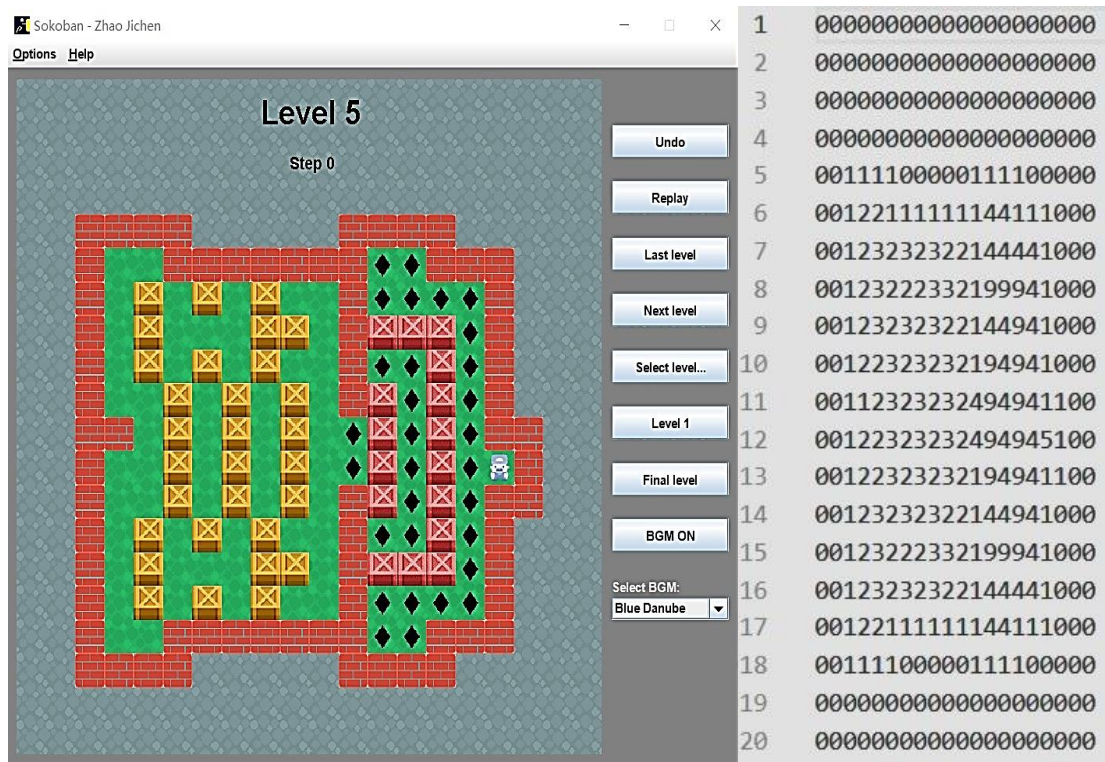 Sokoban - Zhao Jichen
Options Help
Level 5
Step 0
Undo
Replay
Last level
Next level
Select level...
Level 1
Final level
BGM ON
Select BGM:
Blue Danube
1 00000000000000000000
2 00000000000000000000
3 00000000000000000000
4 00000000000000000000
5 00111100000111100000
6 00122111111144111000
7 00123232322144441000
8 00123222332199941000
9 00123232322144941000
10 00122323232194941000
11 00112323232494941100
12 00122323232494945100
13 00122323232194941100
14 00123232322144941000
15 00123222332199941000
16 00123232322144441000
17 00122111111144111000
18 00111100000111100000
19 00000000000000000000
20 00000000000000000000